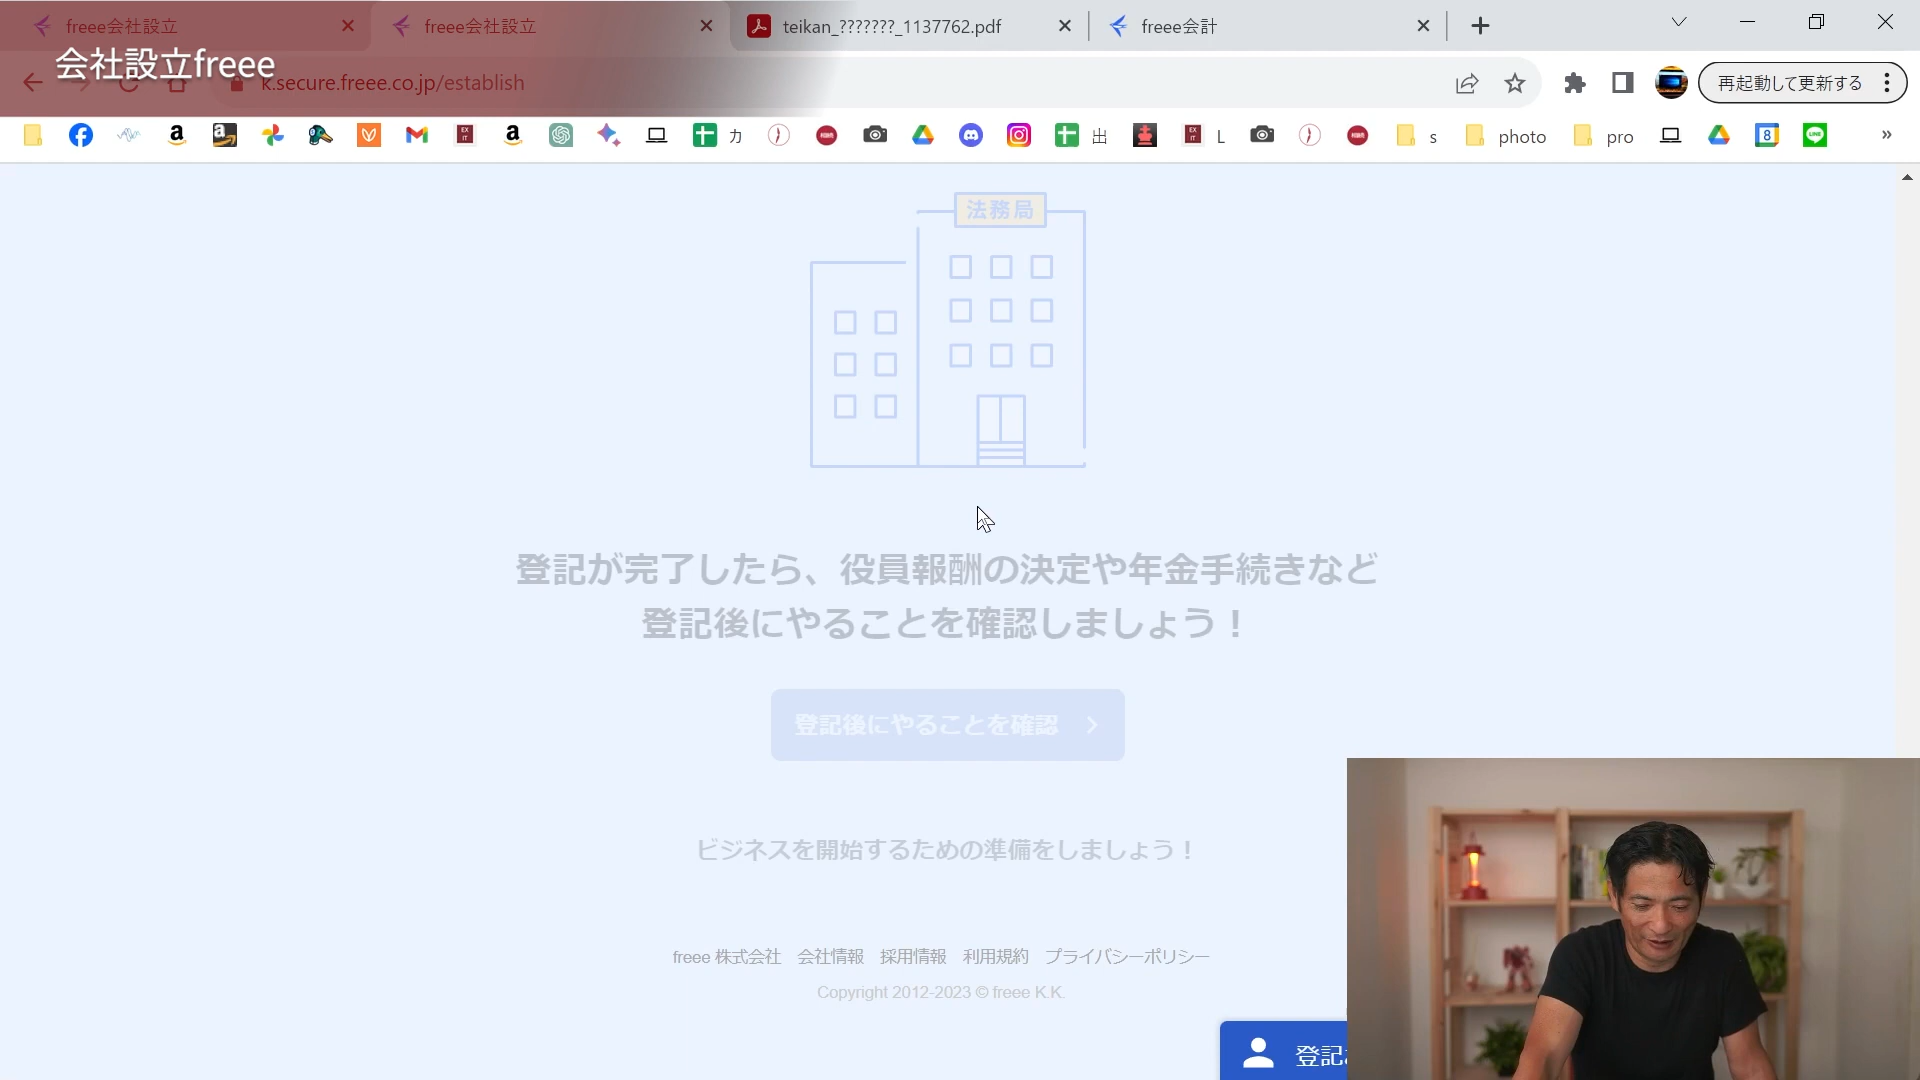 freee会社設立
freee会社設立
teikan_???????_1137762.pdf
freee会計
会社設立freee
k.secure.freee.co.jp/establish
再起動して更新する
カ
出
L
s
photo
pro
法務局
登記が完了したら、役員報酬の決定や年金手続きなど
登記後にやることを確認しましょう！
登記後にやることを確認
ビジネスを開始するための準備をしましょう！
freee 株式会社 会社情報 採用情報 利用規約 プライバシーポリシー
Copyright 2012-2023 © freee K.K.
登記